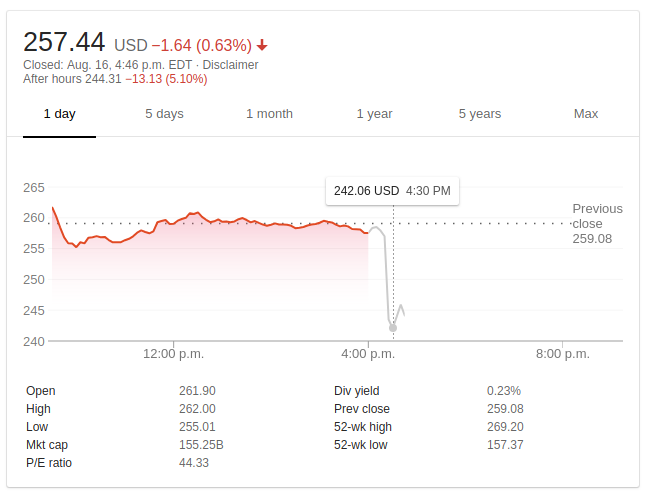 257.44 USD −1.64 (0.63%)
Closed: Aug. 16, 4:46 p.m. EDT · Disclaimer
After hours 244.31 −13.13 (5.10%)
1 day 5 days 1 month 1 year 5 years Max
242.06 USD 4:30 PM
265
260
255
250
245
240
Previous
close
259.08
12:00 p.m. 4:00 p.m. 8:00 p.m.
Open 261.90 Div yield 0.23%
High 262.00 Prev close 259.08
Low 255.01 52-wk high 269.20
Mkt cap 155.25B 52-wk low 157.37
P/E ratio 44.33